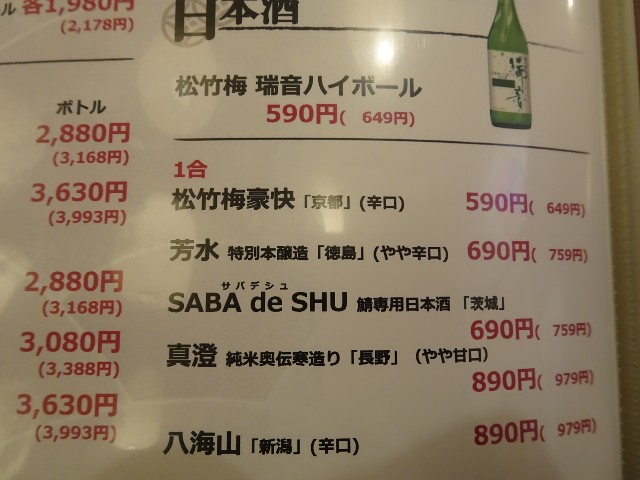 ル 各1,980円
(2,178円)
ボトル
2,880円
(3,168円)
3,630円
(3,993円)
2,880円
(3,168円)
3,080円
(3,388円)
3,630円
(3,993円)
日本酒
松竹梅 瑞音ハイボール
590円( 649円)
1合
松竹梅豪快「京都」(辛口) 590円( 649円)
芳水 特別本醸造「徳島」(やや辛口) 690円( 759円)
サバデシュ
SABA de SHU 鯖専用日本酒 「茨城」
690円( 759円)
真澄 純米奥伝寒造り「長野」 (やや甘口)
890円( 979円)
八海山「新潟」(辛口) 890円( 979円)
瑞音